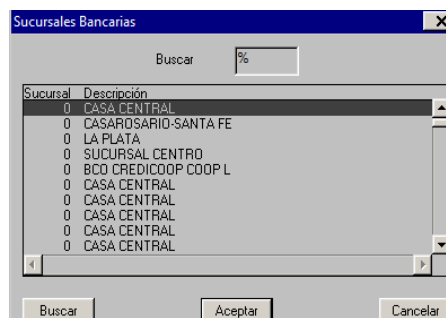 Sucursales Bancarias
Buscar %
Sucursal Descripción
0 CASA CENTRAL
0 CASAROSARIO-SANTA FE
0 LA PLATA
0 SUCURSAL CENTRO
0 BCO CREDICOOP COOP L
0 CASA CENTRAL
0 CASA CENTRAL
0 CASA CENTRAL
0 CASA CENTRAL
0 CASA CENTRAL
Buscar Aceptar Cancelar